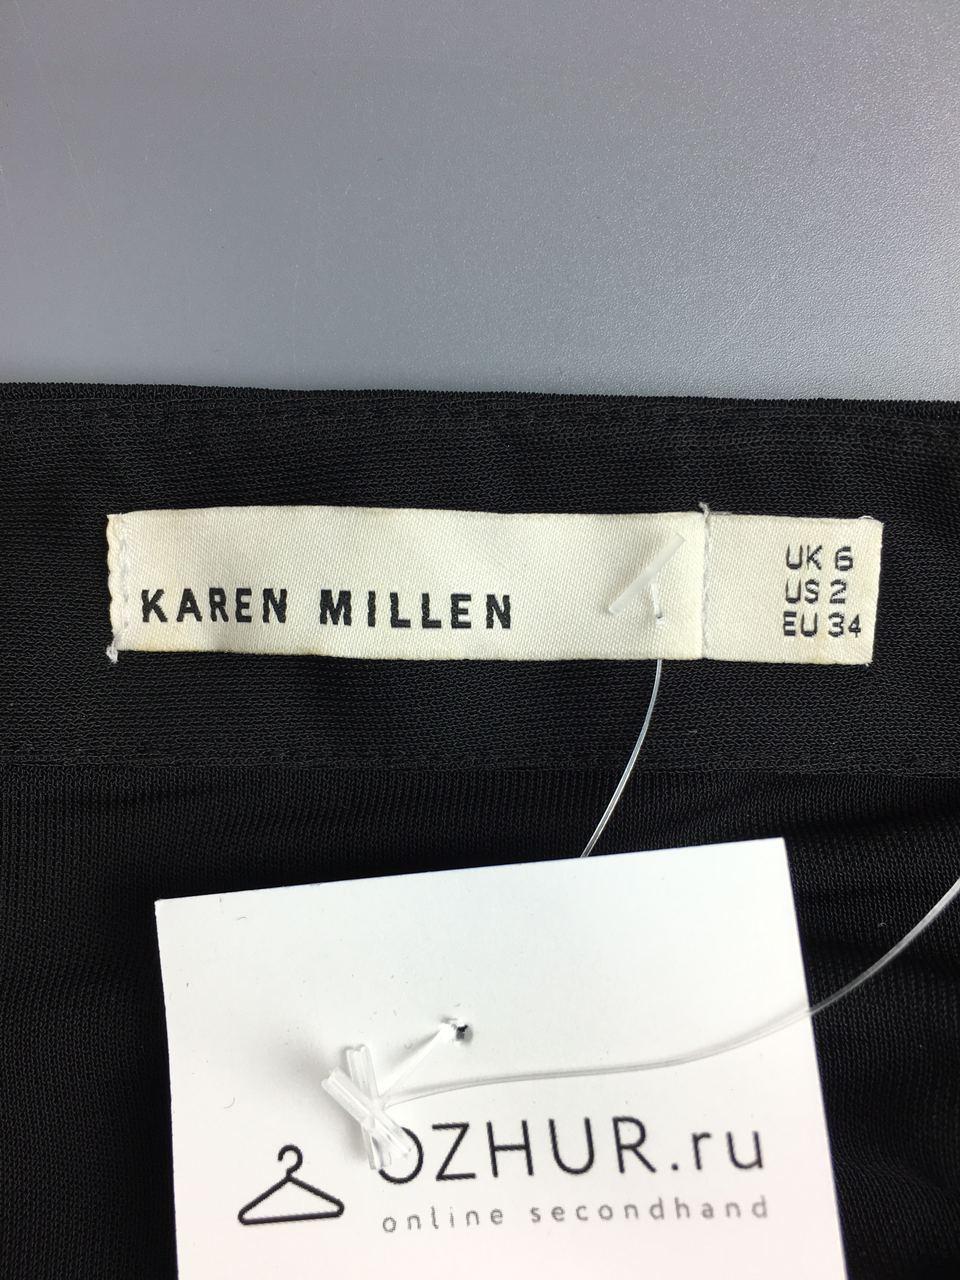 KAREN MILLEN
UK 6
US 2
EU 34
OZHUR.ru
online secondhand